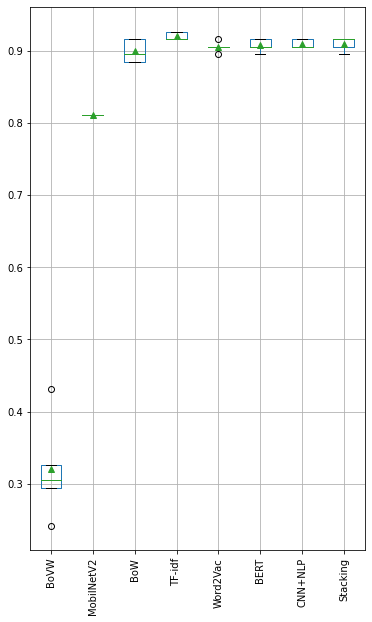 0.9
0.8
0.7
0.6
0.5
0.4
0.3
BoVW
MobilNetV2
BoW
TF-idf
Word2Vac
BERT
CNN+NLP
Stacking